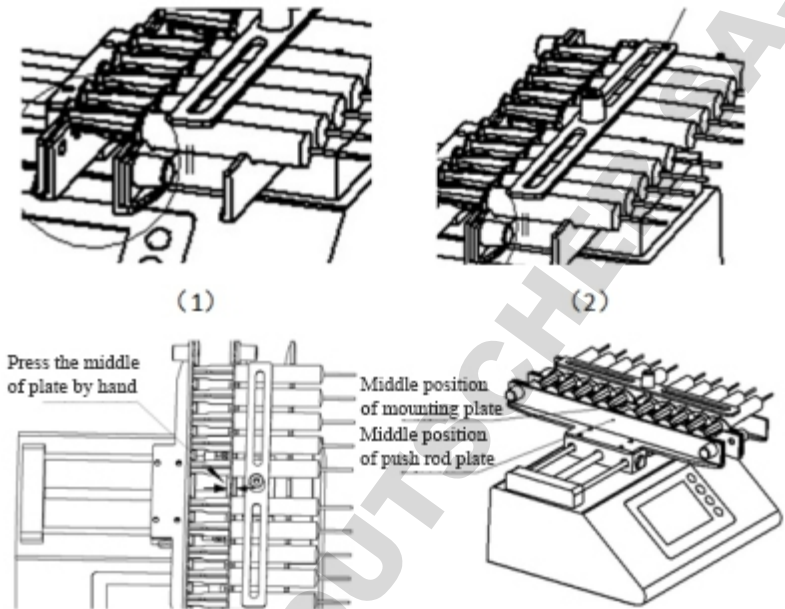 (1)
(2)
Press the middle
of plate by hand
Middle position
of mounting plate
Middle position
of push rod plate